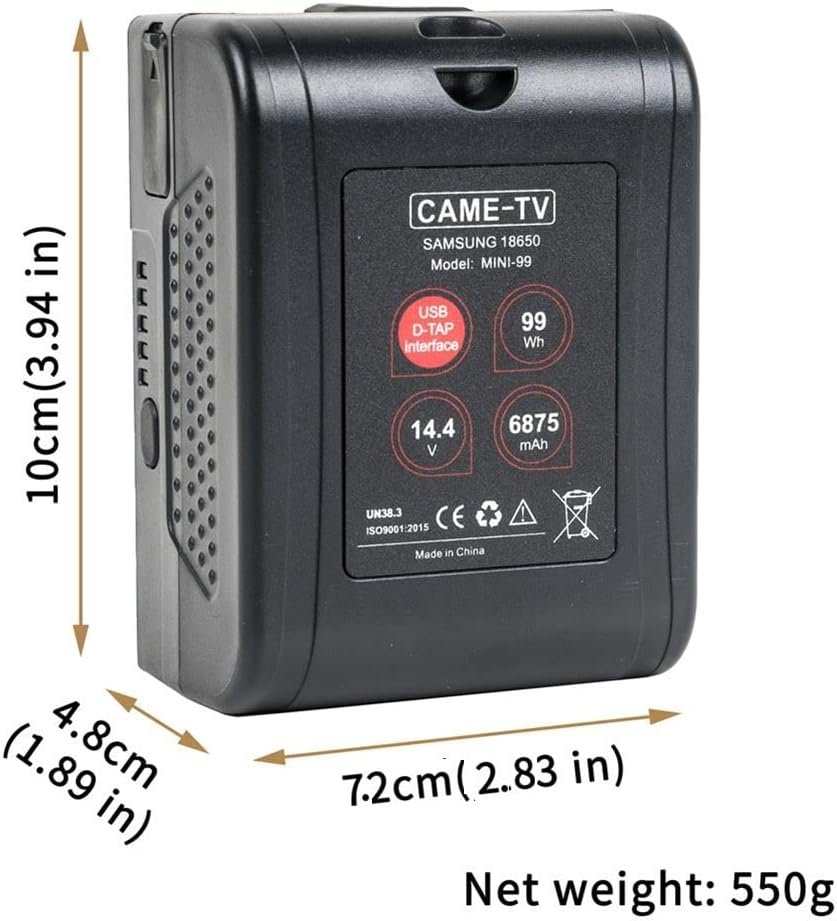 CAME-TV
SAMSUNG 18650
Model: MINI-99
USB
D-TAP
interface
99
Wh
14.4
V
6875
mAh
UN38.3
ISO9001:2015
CE
Made in China
10cm(3.94 in)
4.8cm
(1.89 in)
7.2cm(2.83 in)
Net weight: 550g